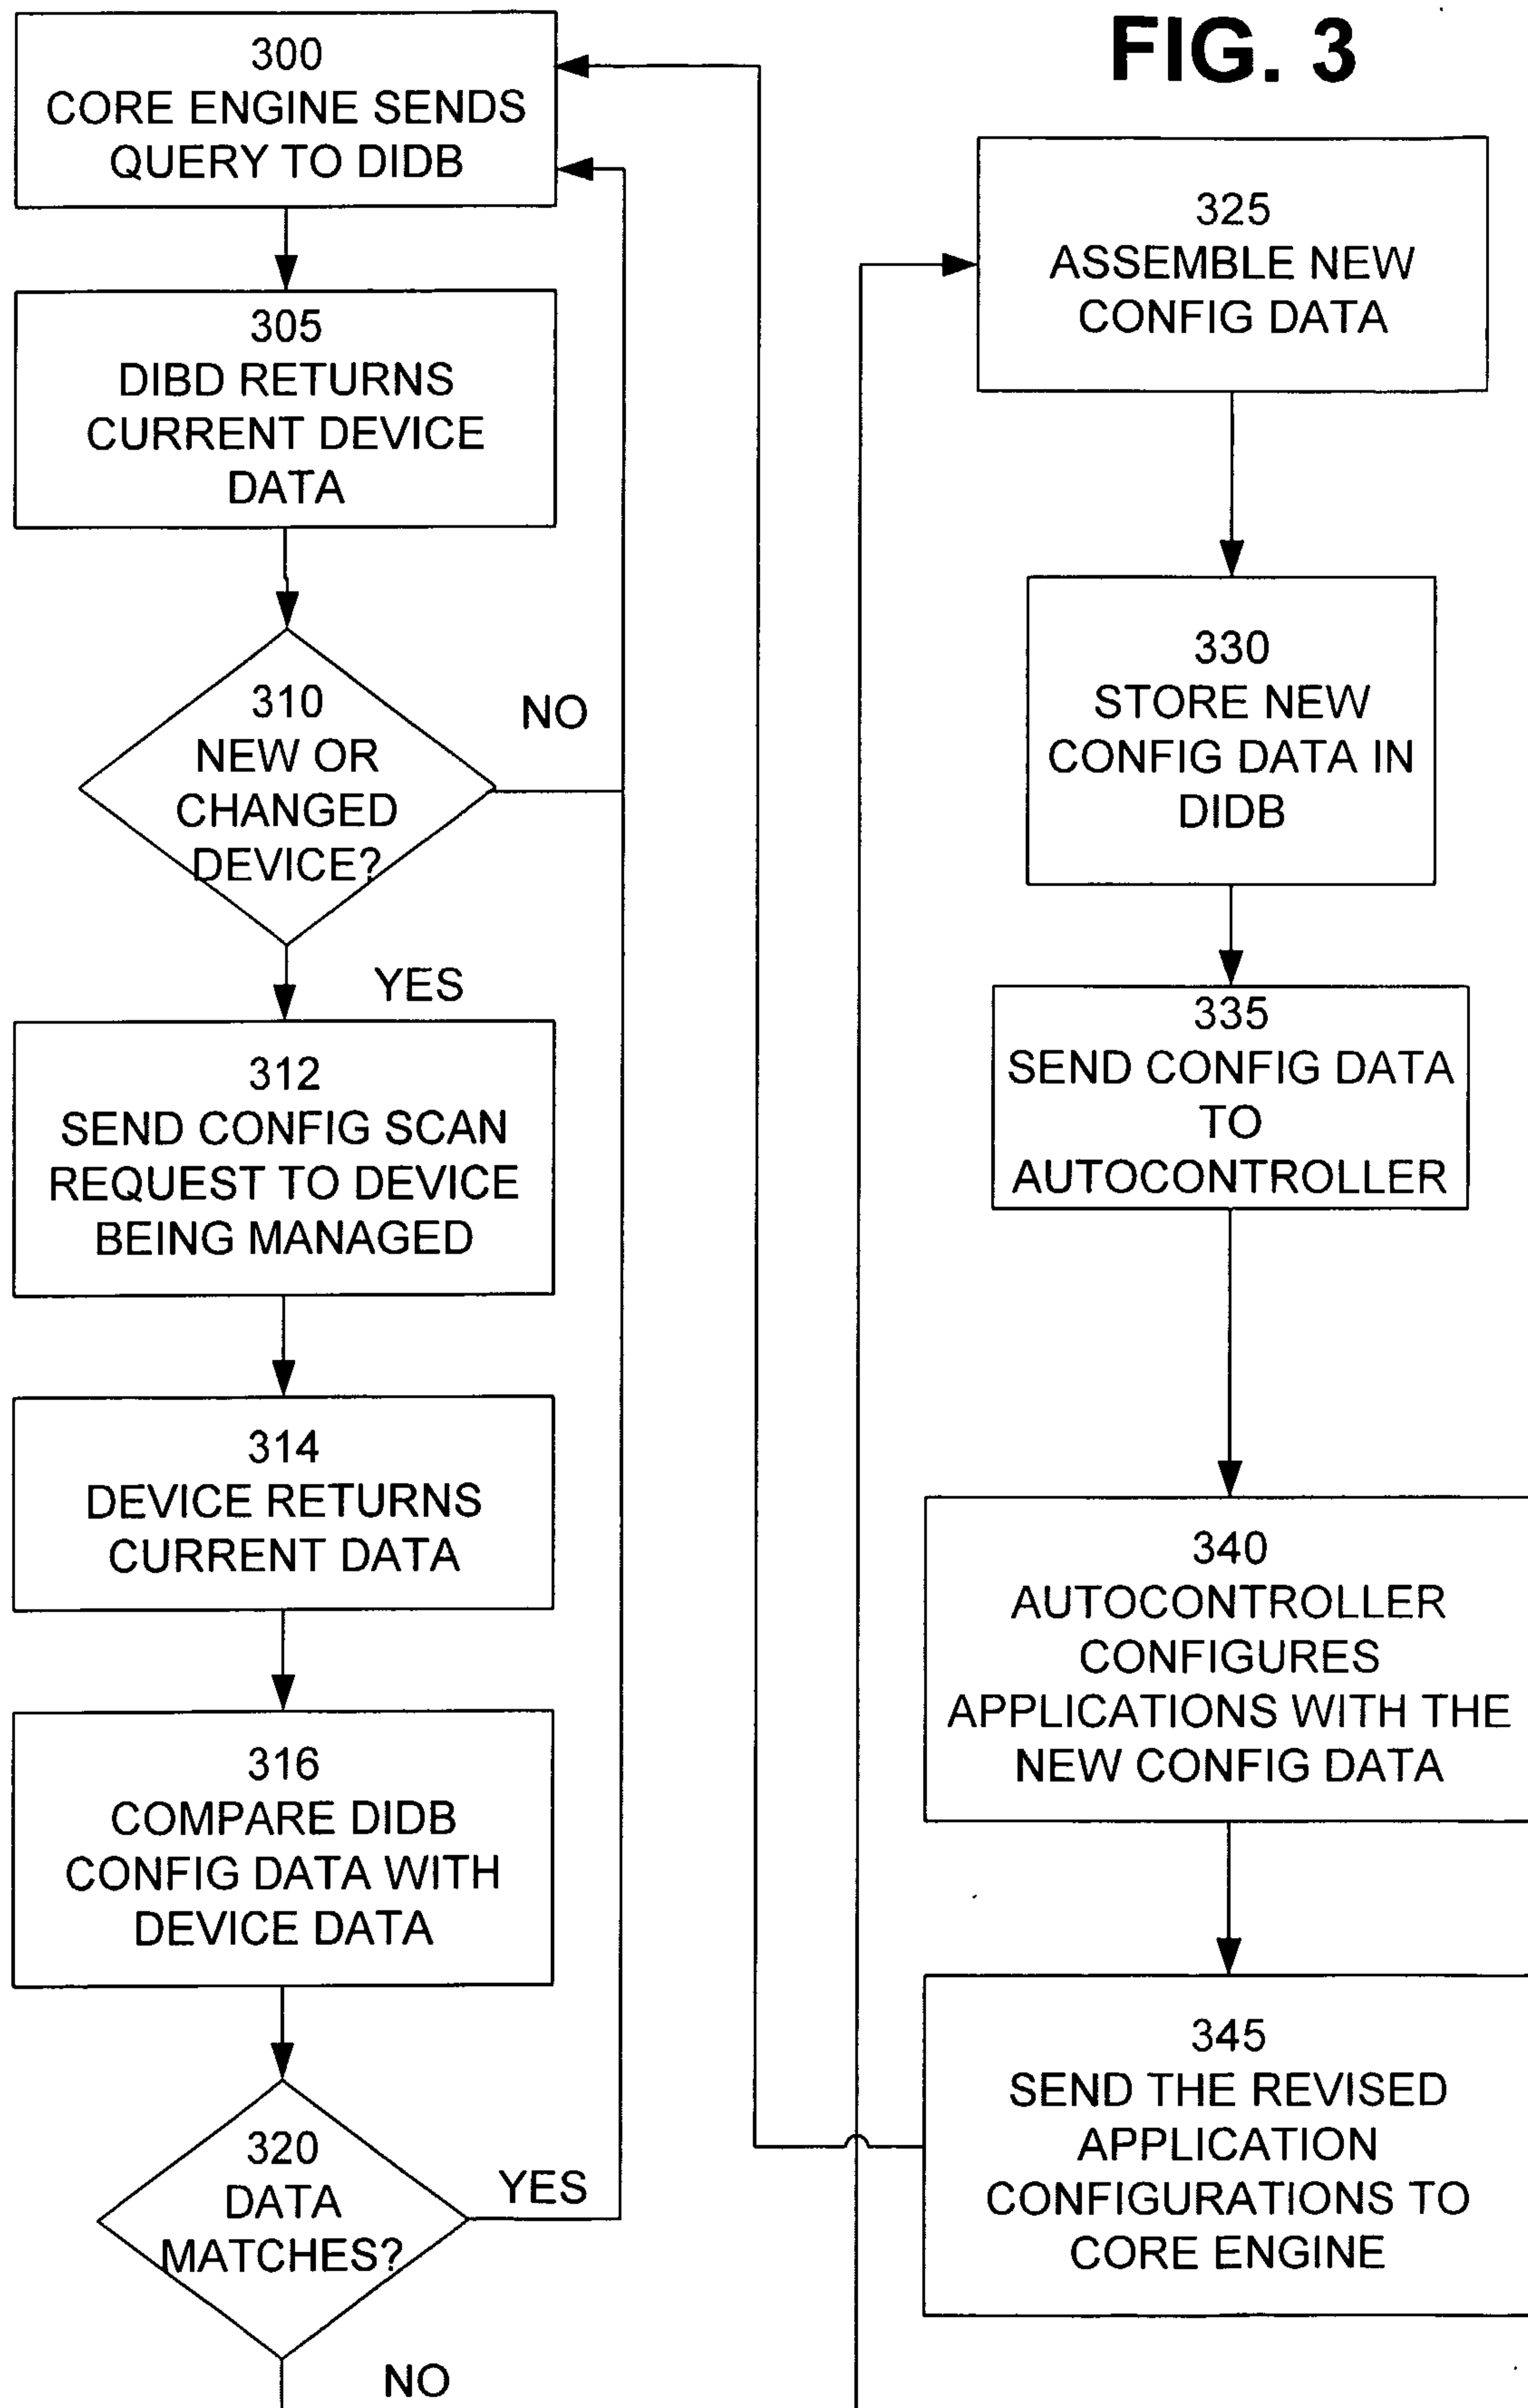 FIG. 3
300
CORE ENGINE SENDS
QUERY TO DIDB
305
DIBD RETURNS
CURRENT DEVICE
DATA
310
NEW OR
CHANGED
DEVICE?
NO
YES
312
SEND CONFIG SCAN
REQUEST TO DEVICE
BEING MANAGED
314
DEVICE RETURNS
CURRENT DATA
316
COMPARE DIDB
CONFIG DATA WITH
DEVICE DATA
320
DATA
MATCHES?
YES
NO
325
ASSEMBLE NEW
CONFIG DATA
330
STORE NEW
CONFIG DATA IN
DIDB
335
SEND CONFIG DATA
TO
AUTOCONTROLLER
340
AUTOCONTROLLER
CONFIGURES
APPLICATIONS WITH THE
NEW CONFIG DATA
345
SEND THE REVISED
APPLICATION
CONFIGURATIONS TO
CORE ENGINE